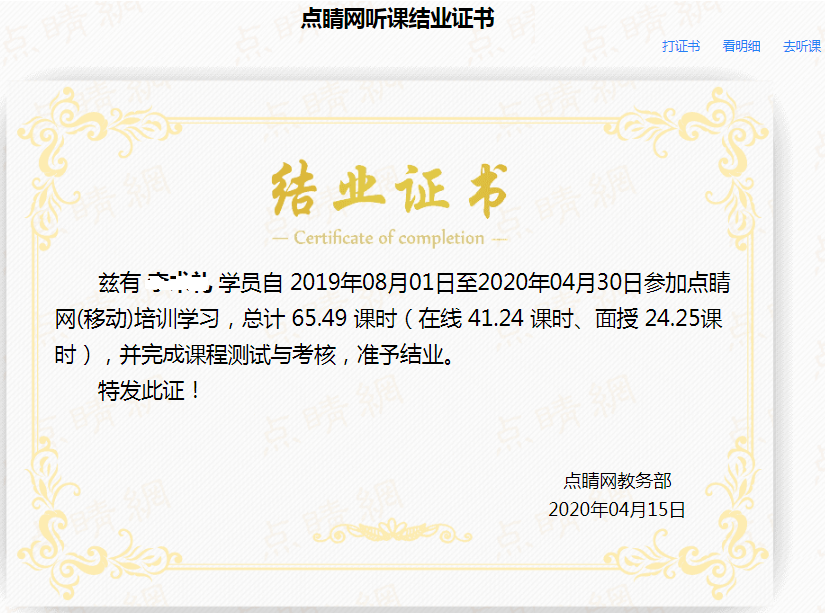 点睛网听课结业证书
打证书 看明细 去听课
结业证书
Certificate of completion
兹有 学员自 2019年08月01日至2020年04月30日参加点睛
网(移动)培训学习，总计 65.49 课时（在线 41.24 课时、面授 24.25课
时），并完成课程测试与考核，准予结业。
特发此证！
点睛网教务部
2020年04月15日